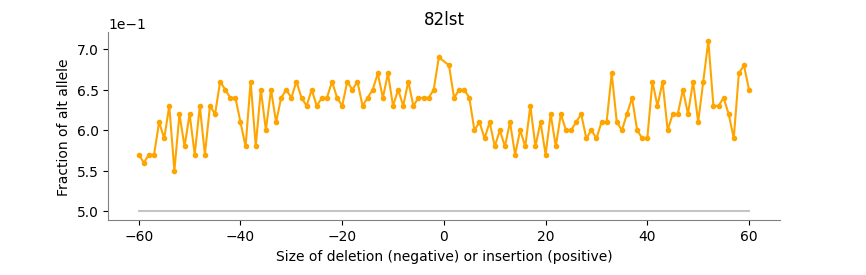 82lst
1e−1
7.0
6.5
6.0
5.5
5.0
Fraction of alt allele
−60 −40 −20 0 20 40 60
Size of deletion (negative) or insertion (positive)